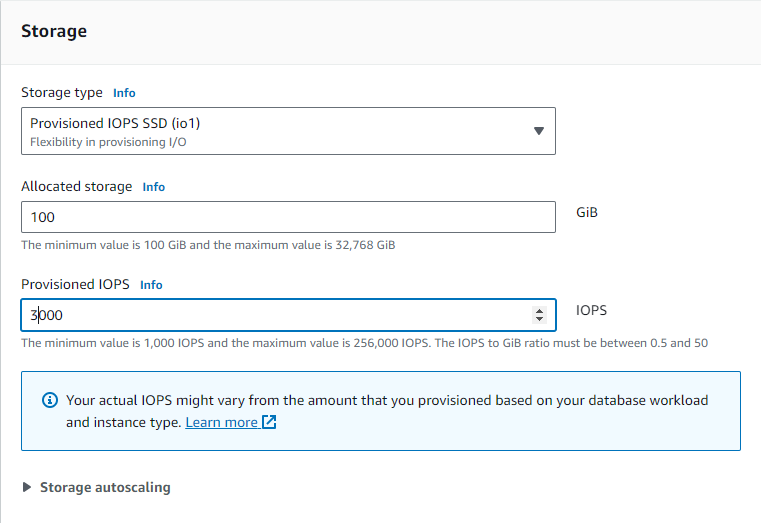 Storage
Storage type Info
Provisioned IOPS SSD (io1)
Flexibility in provisioning I/O
Allocated storage Info
100
GiB
The minimum value is 100 GiB and the maximum value is 32,768 GiB
Provisioned IOPS Info
3000
IOPS
The minimum value is 1,000 IOPS and the maximum value is 256,000 IOPS. The IOPS to GiB ratio must be between 0.5 and 50
Your actual IOPS might vary from the amount that you provisioned based on your database workload
and instance type. Learn more
Storage autoscaling